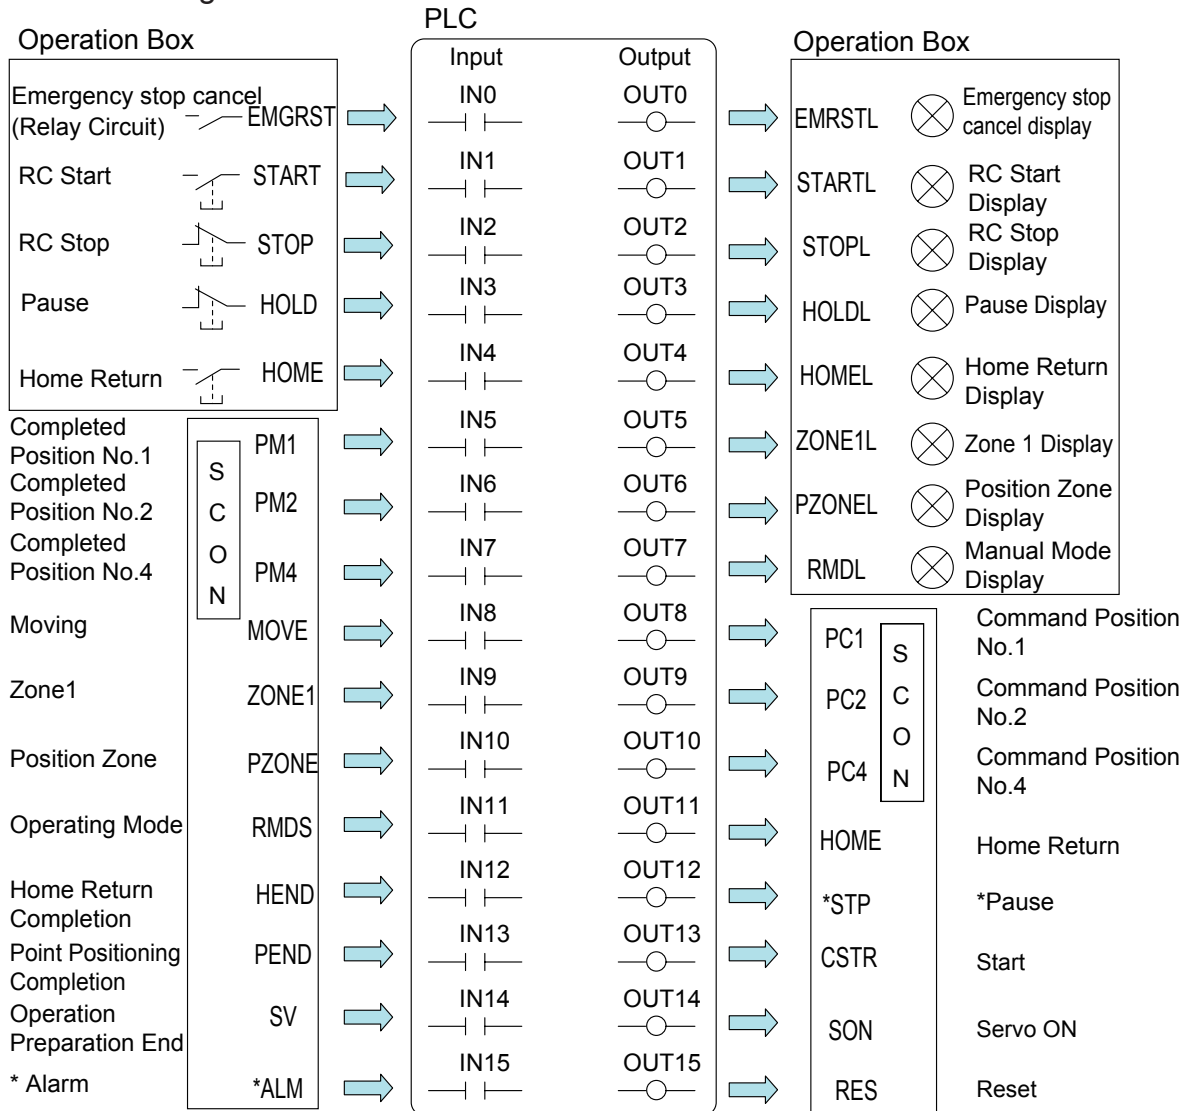 PLC
Operation Box
Input
Output
Operation Box
Emergency stop cancel
(Relay Circuit)
EMGRST
IN0
OUT0
EMRSTL
Emergency stop
cancel display
RC Start
START
IN1
OUT1
STARTL
RC Start
Display
RC Stop
STOP
IN2
OUT2
STOPL
RC Stop
Display
Pause
HOLD
IN3
OUT3
HOLDL
Pause Display
Home Return
HOME
IN4
OUT4
HOMEL
Home Return
Display
Completed
Position No.1
PM1
IN5
OUT5
ZONE1L
Zone 1 Display
Completed
Position No.2
PM2
IN6
OUT6
PZONEL
Position Zone
Display
Completed
Position No.4
PM4
IN7
OUT7
RMDL
Manual Mode
Display
S
C
O
N
Moving
MOVE
IN8
OUT8
PC1
Command Position
No.1
Zone1
ZONE1
IN9
OUT9
PC2
Command Position
No.2
Position Zone
PZONE
IN10
OUT10
PC4
Command Position
No.4
S
C
O
N
Operating Mode
RMDS
IN11
OUT11
HOME
Home Return
Home Return
Completion
HEND
IN12
OUT12
*STP
*Pause
Point Positioning
Completion
PEND
IN13
OUT13
CSTR
Start
Operation
Preparation End
SV
IN14
OUT14
SON
Servo ON
* Alarm
*ALM
IN15
OUT15
RES
Reset